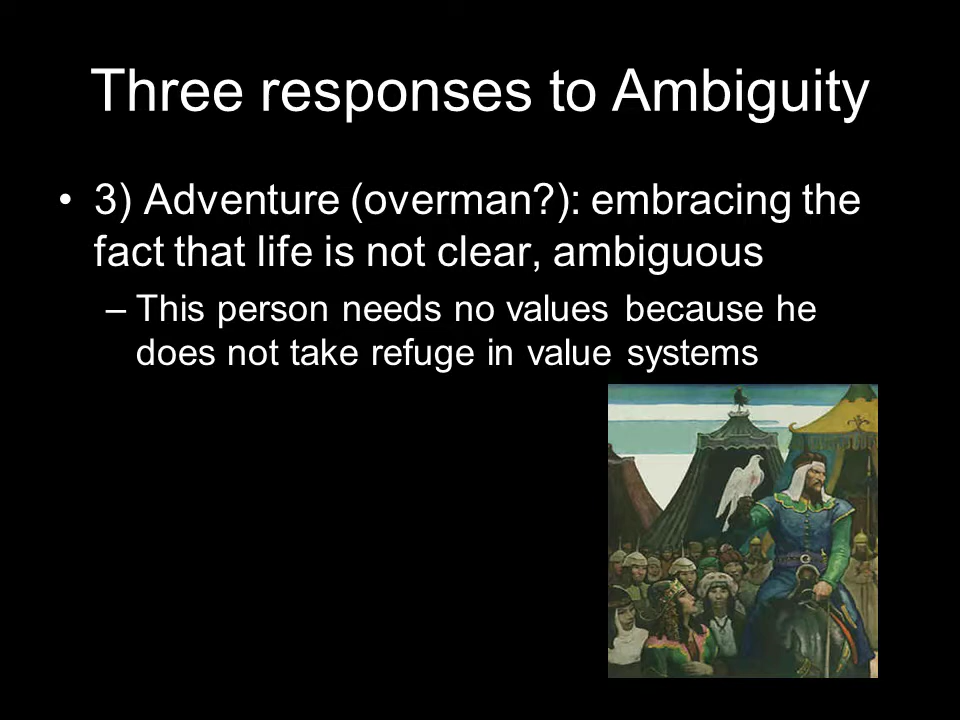 Three responses to Ambiguity
• 3) Adventure (overman?): embracing the
fact that life is not clear, ambiguous
– This person needs no values because he
does not take refuge in value systems